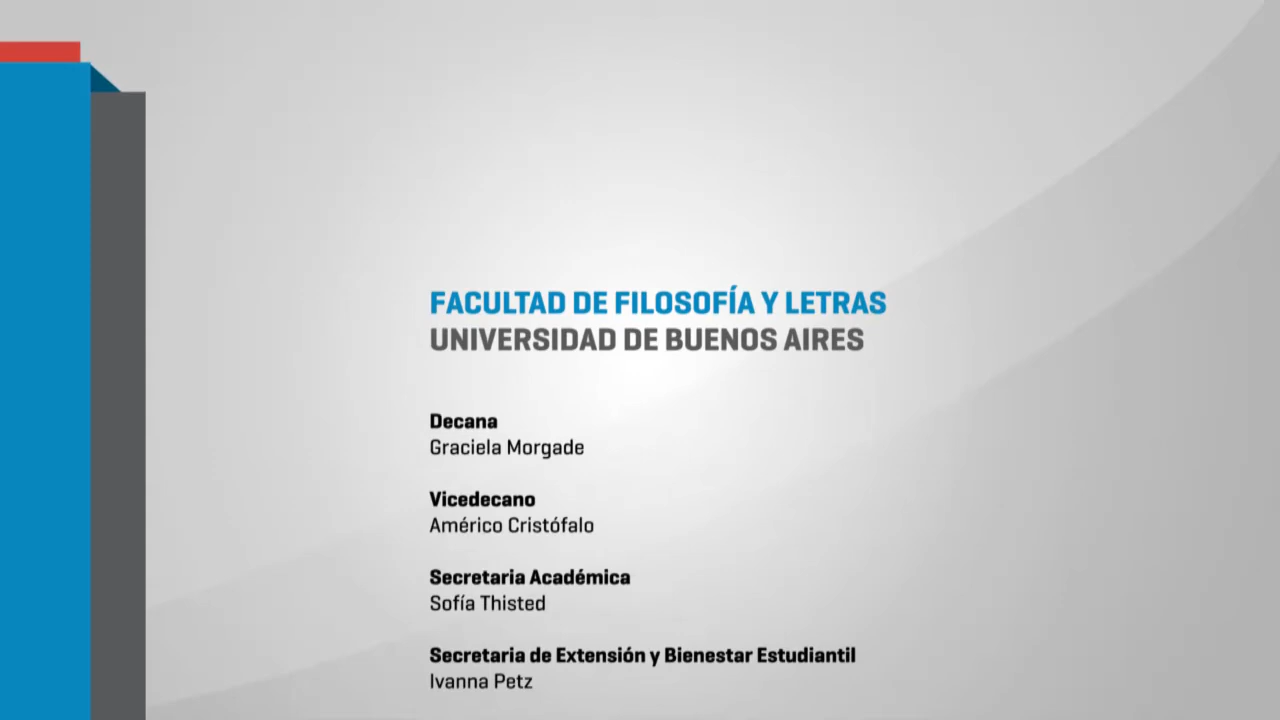 FACULTAD DE FILOSOFÍA Y LETRAS
UNIVERSIDAD DE BUENOS AIRES
Decana
Graciela Morgade
Vicedecano
Américo Cristófalo
Secretaria Académica
Sofía Thisted
Secretaria de Extensión y Bienestar Estudiantil
Ivanna Petz